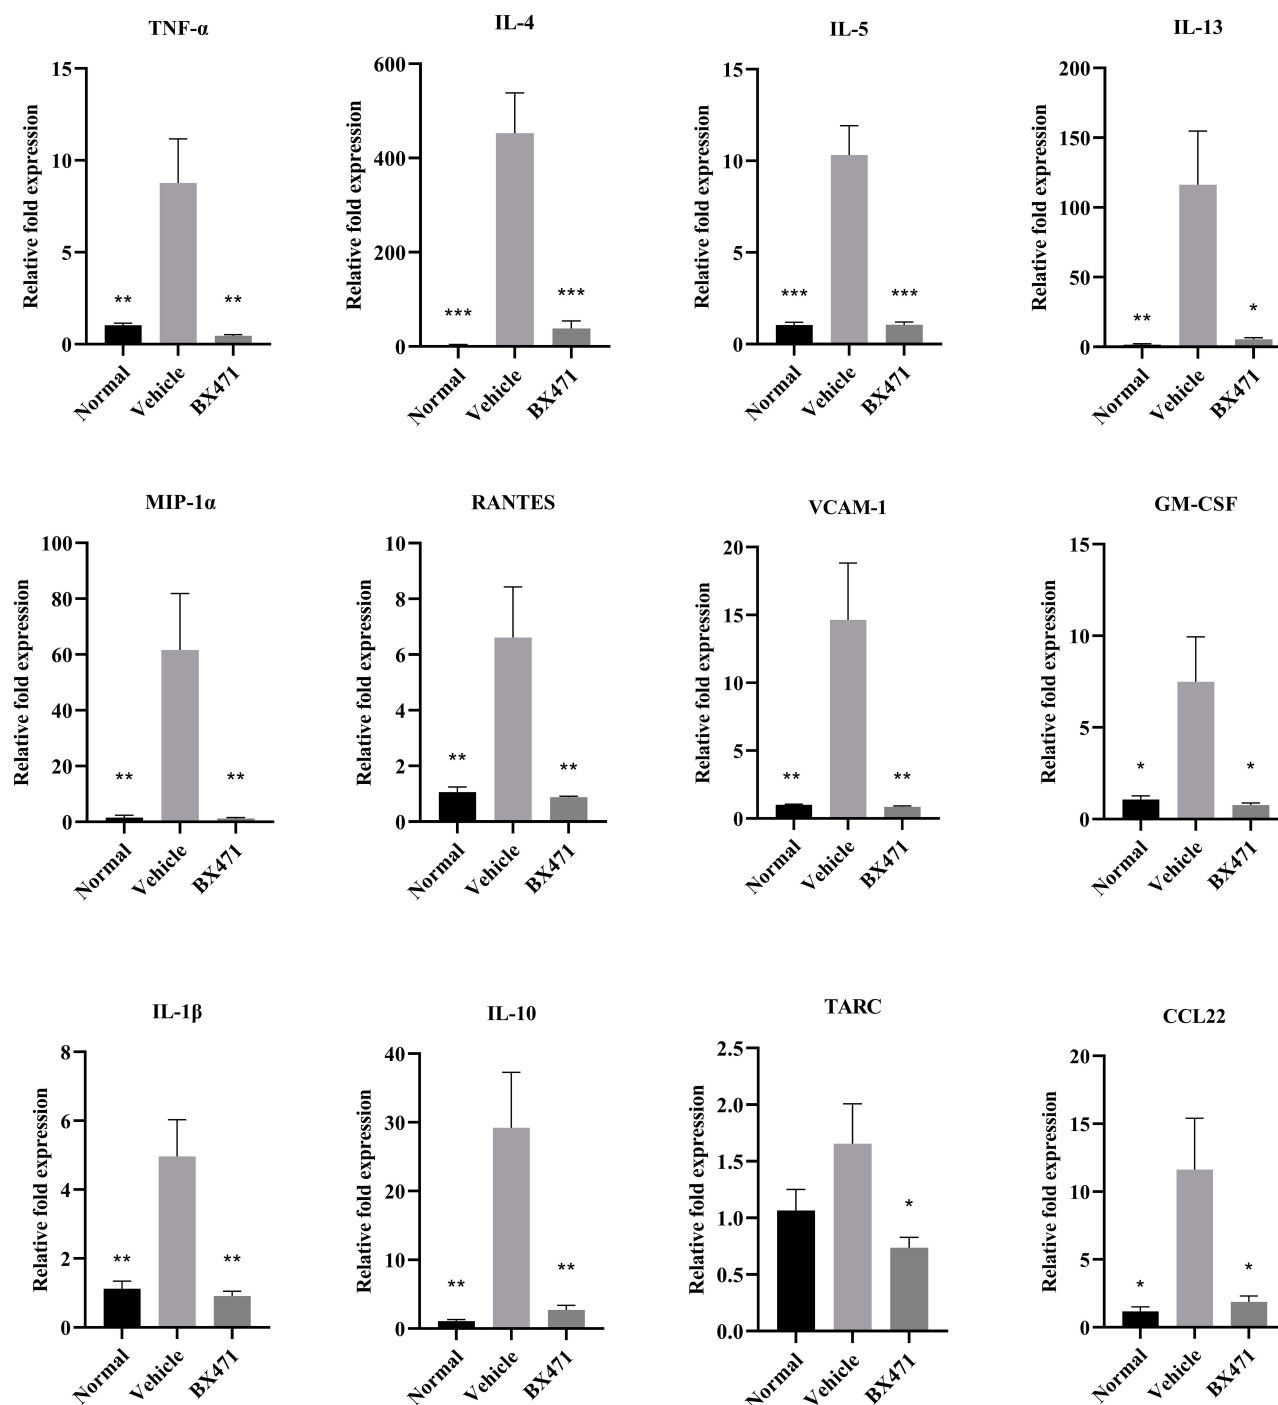 TNF-α
Relative fold expression
15
10
5
0
**
**
Normal
Vehicle
BX471
IL-4
Relative fold expression
600
400
200
0
***
***
Normal
Vehicle
BX471
IL-5
Relative fold expression
15
10
5
0
***
***
Normal
Vehicle
BX471
IL-13
Relative fold expression
200
150
100
50
0
**
*
Normal
Vehicle
BX471
MIP-1α
Relative fold expression
100
80
60
40
20
0
**
**
Normal
Vehicle
BX471
RANTES
Relative fold expression
10
8
6
4
2
0
**
**
Normal
Vehicle
BX471
VCAM-1
Relative fold expression
20
15
10
5
0
**
**
Normal
Vehicle
BX471
GM-CSF
Relative fold expression
15
10
5
0
*
*
Normal
Vehicle
BX471
IL-1β
Relative fold expression
8
6
4
2
0
**
**
Normal
Vehicle
BX471
IL-10
Relative fold expression
40
30
20
10
0
**
**
Normal
Vehicle
BX471
TARC
Relative fold expression
2.5
2.0
1.5
1.0
0.5
0.0
*
Normal
Vehicle
BX471
CCL22
Relative fold expression
20
15
10
5
0
*
*
Normal
Vehicle
BX471